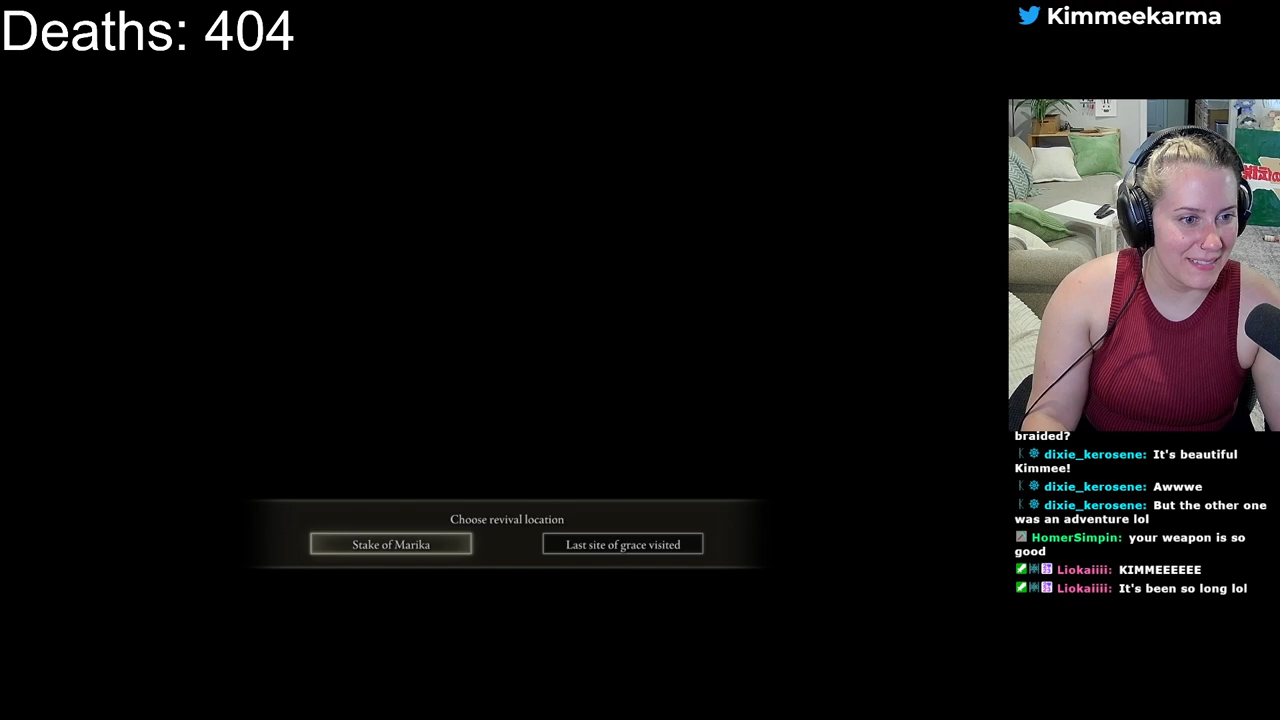 Deaths: 404
Kimmeekarma
braided?
dixie_kerosene: It's beautiful
Kimmee!
dixie_kerosene: Awwwe
dixie_kerosene: But the other one
was an adventure lol
HomerSimpin: your weapon is so
good
Liokaiiii: KIMMEEEEEE
Liokaiiii: It's been so long lol
Choose revival location
Stake of Marika
Last site of grace visited